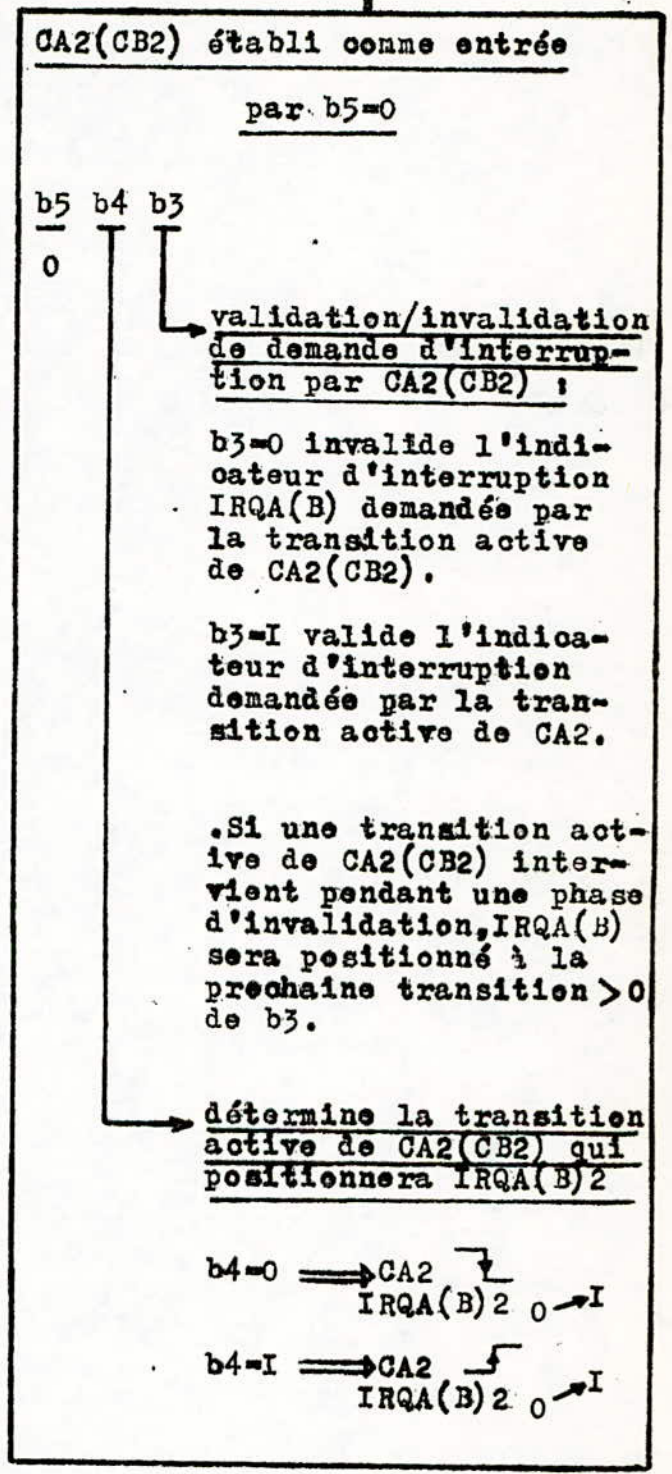 CA2(CB2) établi comme entrée
par b5=0
b5 b4 b3
0
validation/invalidation
de demande d'interrup-
tion par CA2(CB2) :
b3=0 invalide l'indi-
cateur d'interruption
IRQA(B) demandée par
la transition active
de CA2(CB2).
b3=I valide l'indica-
teur d'interruption
demandée par la tran-
sition active de CA2.
.Si une transition act-
ive de CA2(CB2) inter-
vient pendant une phase
d'invalidation,IRQA(B)
sera positionné à la
prochaine transition >0
de b3.
détermine la transition
active de CA2(CB2) qui
positionnera IRQA(B)2
b4=0 ⟹ CA2
IRQA(B)2 0 → I
b4=I ⟹ CA2
IRQA(B)2 0 → I